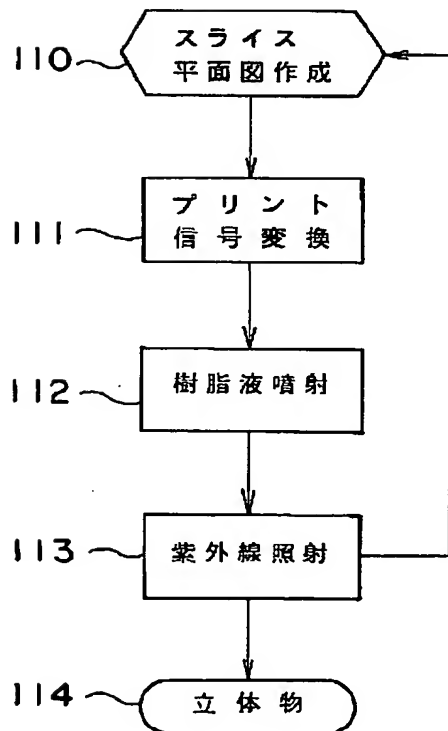 110
スライス
平面図作成
111
プリント
信号変換
112
樹脂液噴射
113
紫外線照射
114
立体物